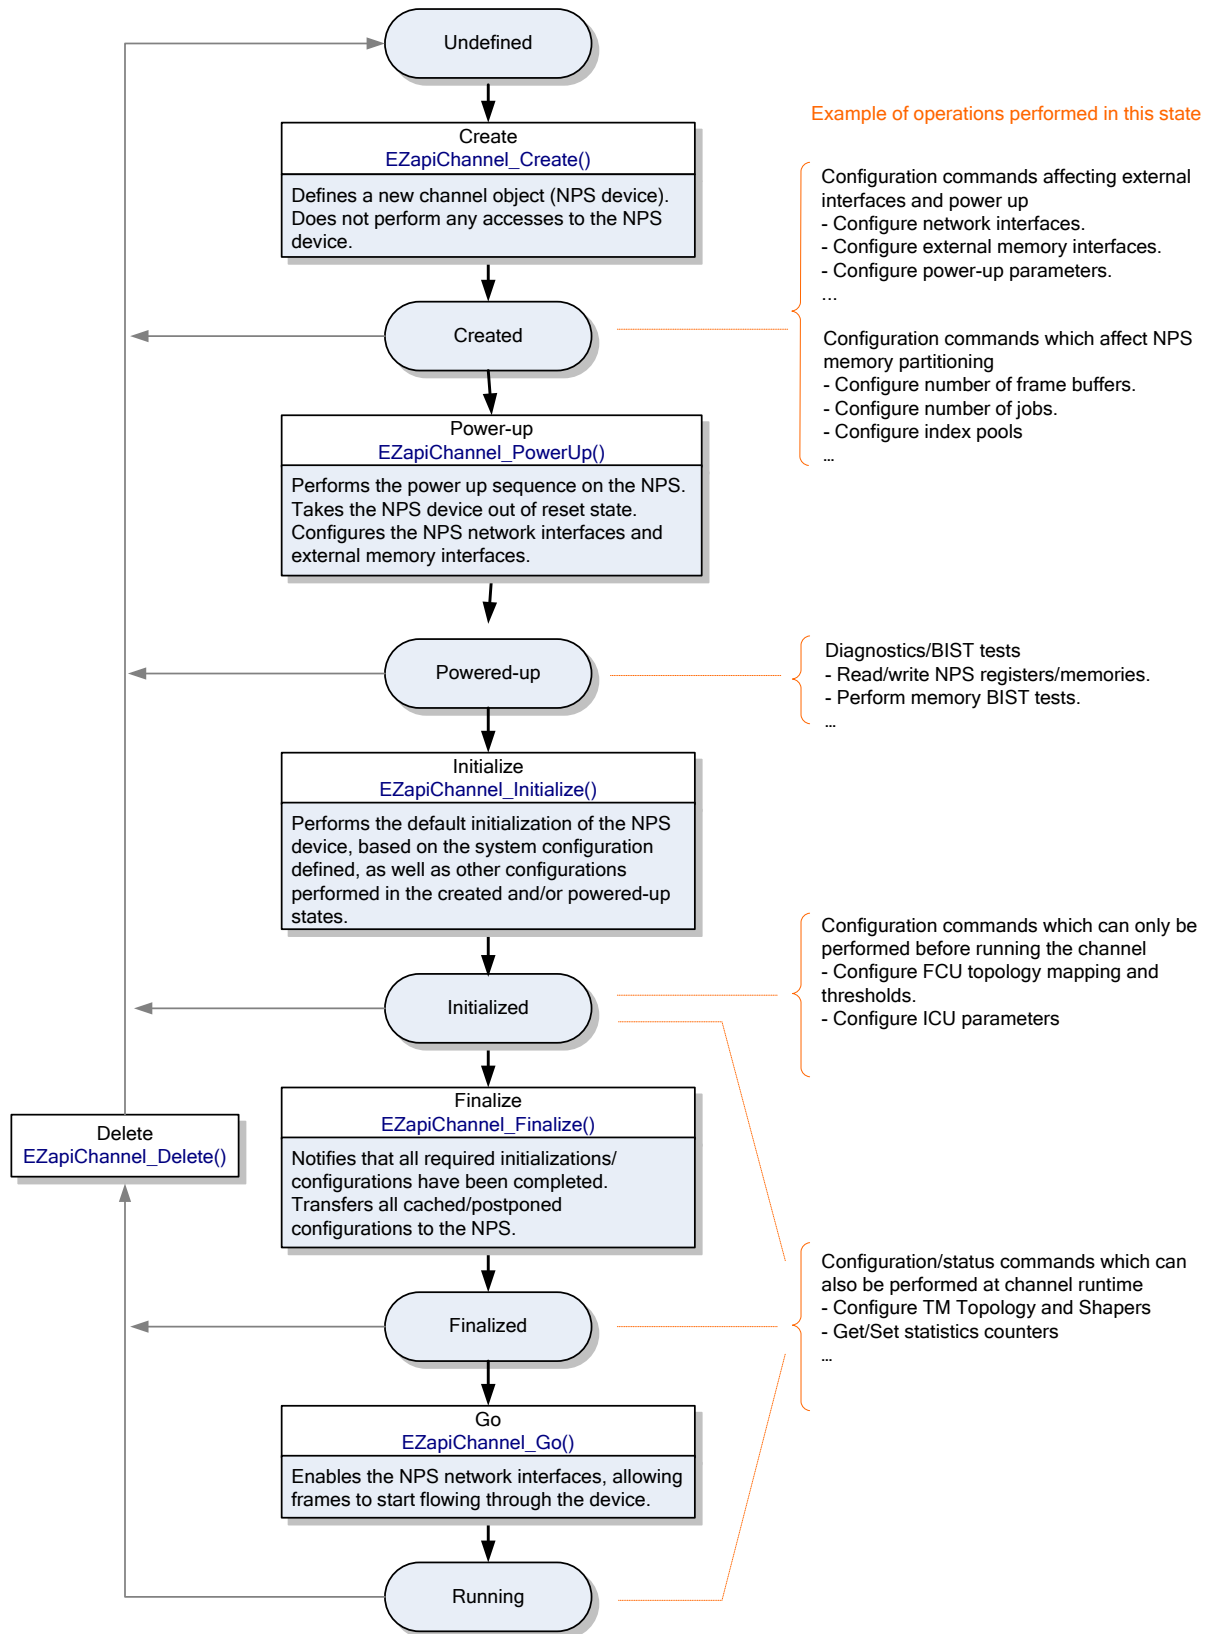 Undefined
Example of operations performed in this state
Create
EZapiChannel_Create()
Defines a new channel object (NPS device).
Does not perform any accesses to the NPS
device.
Configuration commands affecting external
interfaces and power up
- Configure network interfaces.
- Configure external memory interfaces.
- Configure power-up parameters.
...
Configuration commands which affect NPS
memory partitioning
- Configure number of frame buffers.
- Configure number of jobs.
- Configure index pools
...
Created
Power-up
EZapiChannel_PowerUp()
Performs the power up sequence on the NPS.
Takes the NPS device out of reset state.
Configures the NPS network interfaces and
external memory interfaces.
Powered-up
Diagnostics/BIST tests
- Read/write NPS registers/memories.
- Perform memory BIST tests.
...
Initialize
EZapiChannel_Initialize()
Performs the default initialization of the NPS
device, based on the system configuration
defined, as well as other configurations
performed in the created and/or powered-up
states.
Configuration commands which can only be
performed before running the channel
- Configure FCU topology mapping and
thresholds.
- Configure ICU parameters
Initialized
Finalize
EZapiChannel_Finalize()
Notifies that all required initializations/
configurations have been completed.
Transfers all cached/postponed
configurations to the NPS.
Delete
EZapiChannel_Delete()
Configuration/status commands which can
also be performed at channel runtime
- Configure TM Topology and Shapers
- Get/Set statistics counters
...
Finalized
Go
EZapiChannel_Go()
Enables the NPS network interfaces, allowing
frames to start flowing through the device.
Running